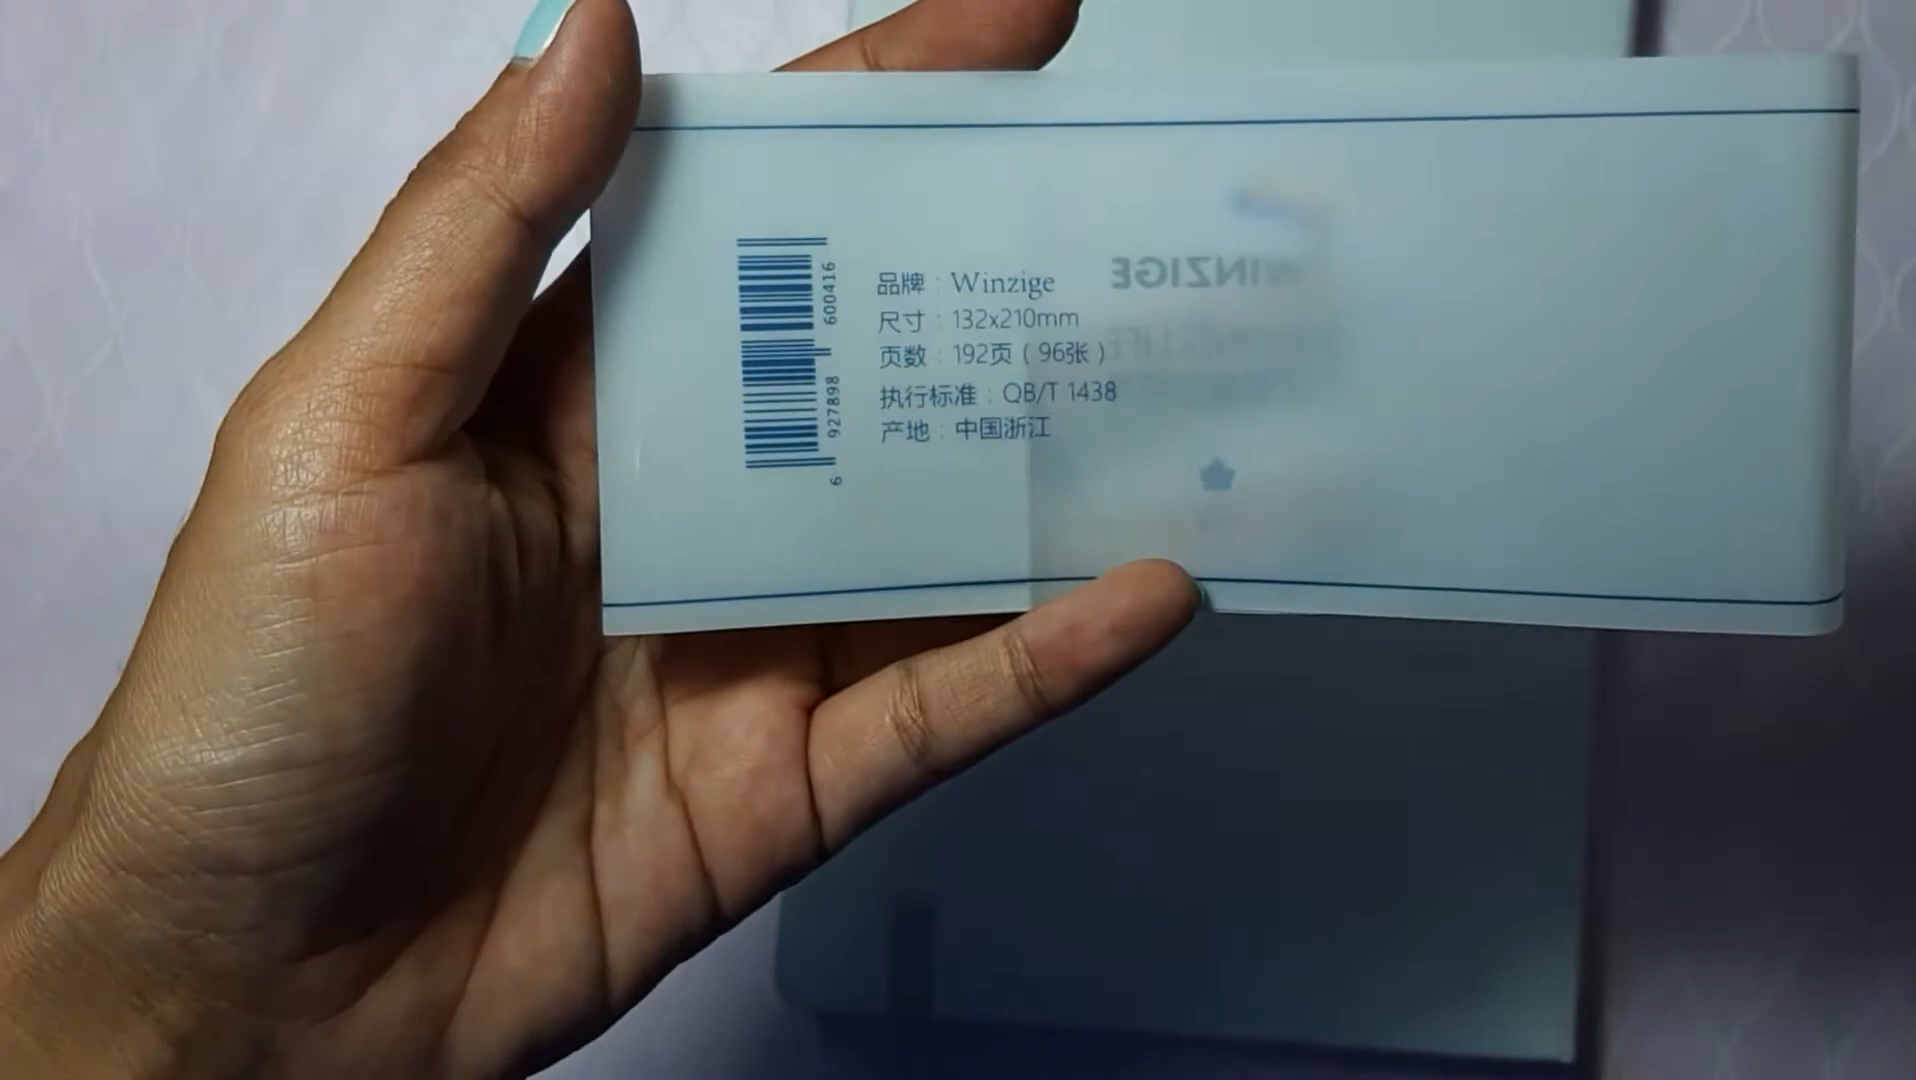 品牌：Winzige
尺寸：132x210mm
页数：192页（96张）
执行标准：QB/T 1438
产地：中国浙江
6 927898 600416
WINZIGE